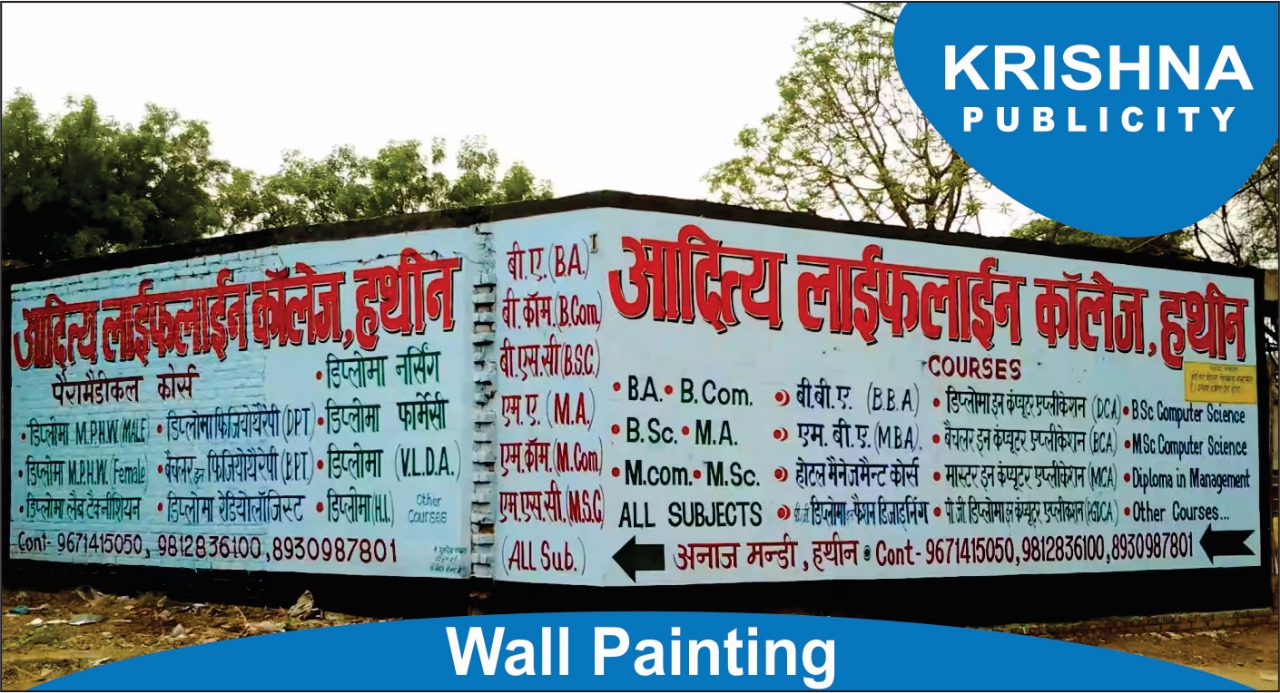 KRISHNA
PUBLICITY
आदित्य लाईफलाईन कॉलेज, हथीन
पैरामैडीकल कोर्स
• डिप्लोमा नर्सिंग
• डिप्लोमा M.P.H.W (MALE) • डिप्लोमा फिजियोथैरेपी (DPT) • डिप्लोमा फार्मेसी
• डिप्लोमा M.P.H.W (Female) • बैचलर इन फिजियोथेरेपी (B.P.T) • डिप्लोमा (V.L.D.A.)
• डिप्लोमा लैब टैक्नीशियन • डिप्लोमा रेडियोलॉजिस्ट • डिप्लोमा (H.I.) Other Courses
Cont- 9671415050, 9812836100, 8930987801
बी.ए. (B.A.)
बी. कॉम. (B.Com)
बी.एस.सी (B.S.C.)
एम.ए. (M.A.)
एम.कॉम. (M.Com)
एम.एस.सी. (M.S.C)
(ALL Sub.)
आदित्य लाईफलाईन कॉलेज, हथीन
COURSES
• B.A. • B.Com. बी.बी.ए. (B.B.A) • डिप्लोमा इन कंप्यूटर एप्लीकेशन (DCA) • BSc Computer Science
• B.Sc. • M.A. एम. बी. ए. (M.B.A.) • बैचलर इन कंप्यूटर एप्लीकेशन (BCA) • MSc Computer Science
• M.com. • M.Sc. होटल मैनेजमैन्ट कोर्स • मास्टर इन कंप्यूटर एप्लीकेशन (MCA) • Diploma in Management
ALL SUBJECTS डिप्लोमा इन फैशन डिजाइनिंग • पी.जी डिप्लोमा इन कंप्यूटर एप्लीकेशन (PGDCA) • Other Courses...
अनाज मन्डी, हथीन • Cont- 9671415050, 9812836100, 8930987801
Wall Painting